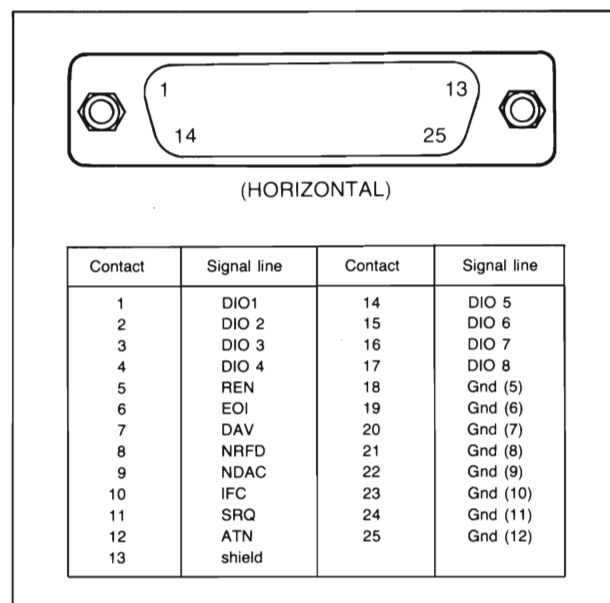 1 13
14 25
(HORIZONTAL)
Contact Signal line Contact Signal line
1 DIO1 14 DIO 5
2 DIO 2 15 DIO 6
3 DIO 3 16 DIO 7
4 DIO 4 17 DIO 8
5 REN 18 Gnd (5)
6 EOI 19 Gnd (6)
7 DAV 20 Gnd (7)
8 NRFD 21 Gnd (8)
9 NDAC 22 Gnd (9)
10 IFC 23 Gnd (10)
11 SRQ 24 Gnd (11)
12 ATN 25 Gnd (12)
13 shield